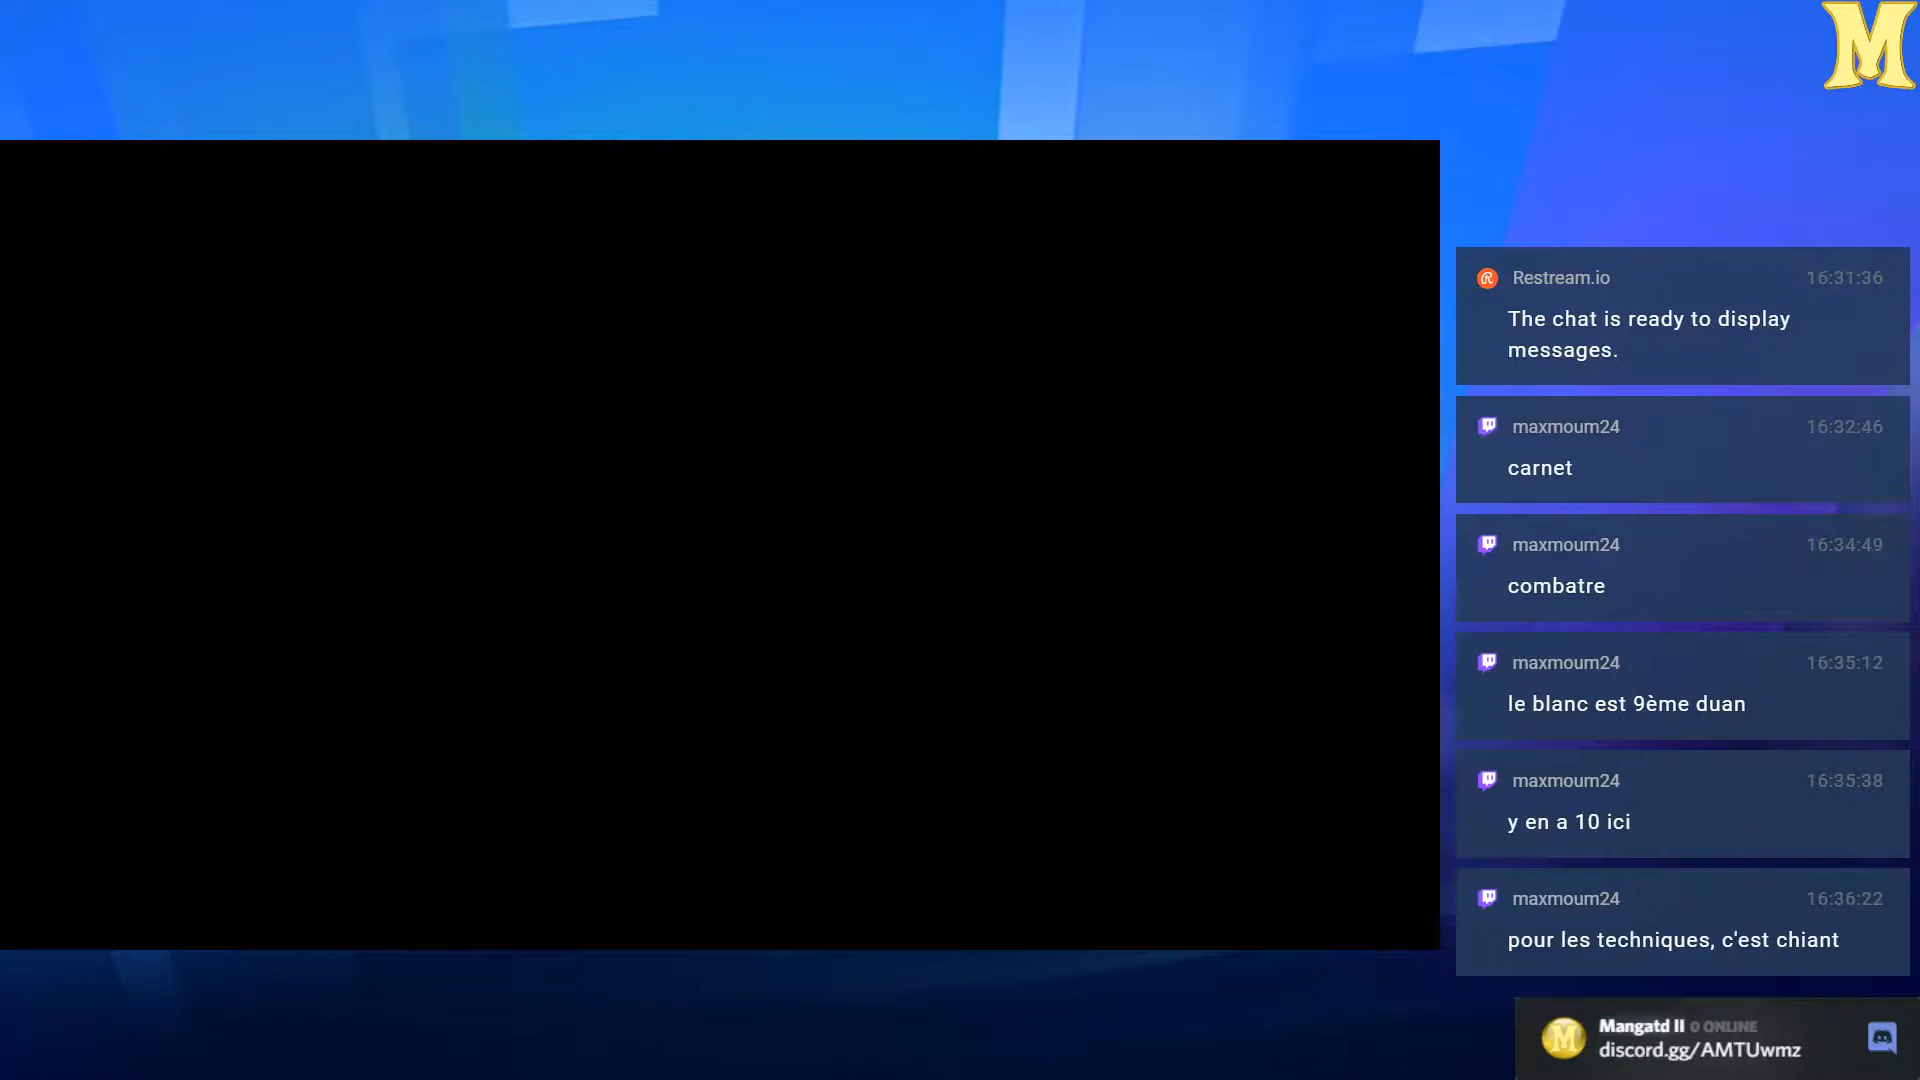 M
Restream.io 16:31:36
The chat is ready to display
messages.
maxmoum24 16:32:46
carnet
maxmoum24 16:34:49
combatre
maxmoum24 16:35:12
le blanc est 9ème duan
maxmoum24 16:35:38
y en a 10 ici
maxmoum24 16:36:22
pour les techniques, c'est chiant
M
Mangatd II 0 ONLINE
discord.gg/AMTUwmz